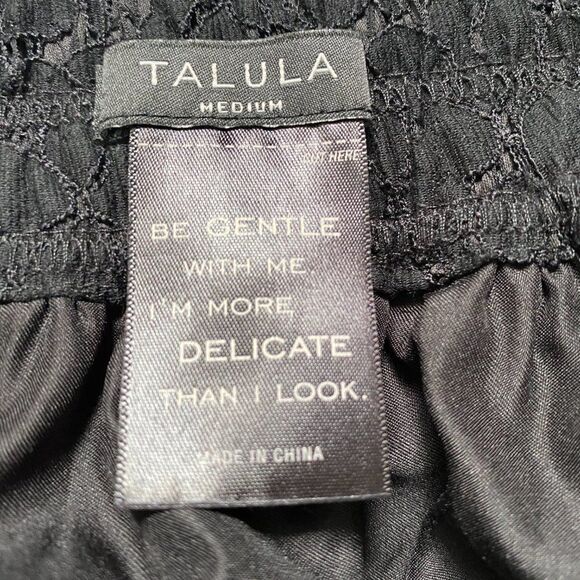 TALULA
MEDIUM
CUT HERE
BE GENTLE
WITH ME.
I'M MORE
DELICATE
THAN I LOOK.
MADE IN CHINA